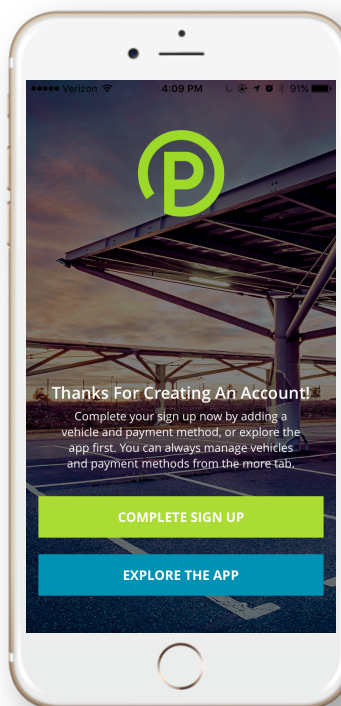 Verizon 4:09 PM 91%
P
Thanks For Creating An Account!
Complete your sign up now by adding a
vehicle and payment method, or explore the
app first. You can always manage vehicles
and payment methods from the more tab.
COMPLETE SIGN UP
EXPLORE THE APP